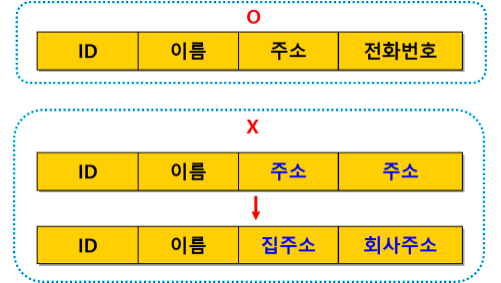 O
ID 이름 주소 전화번호
X
ID 이름 주소 주소
ID 이름 집주소 회사주소